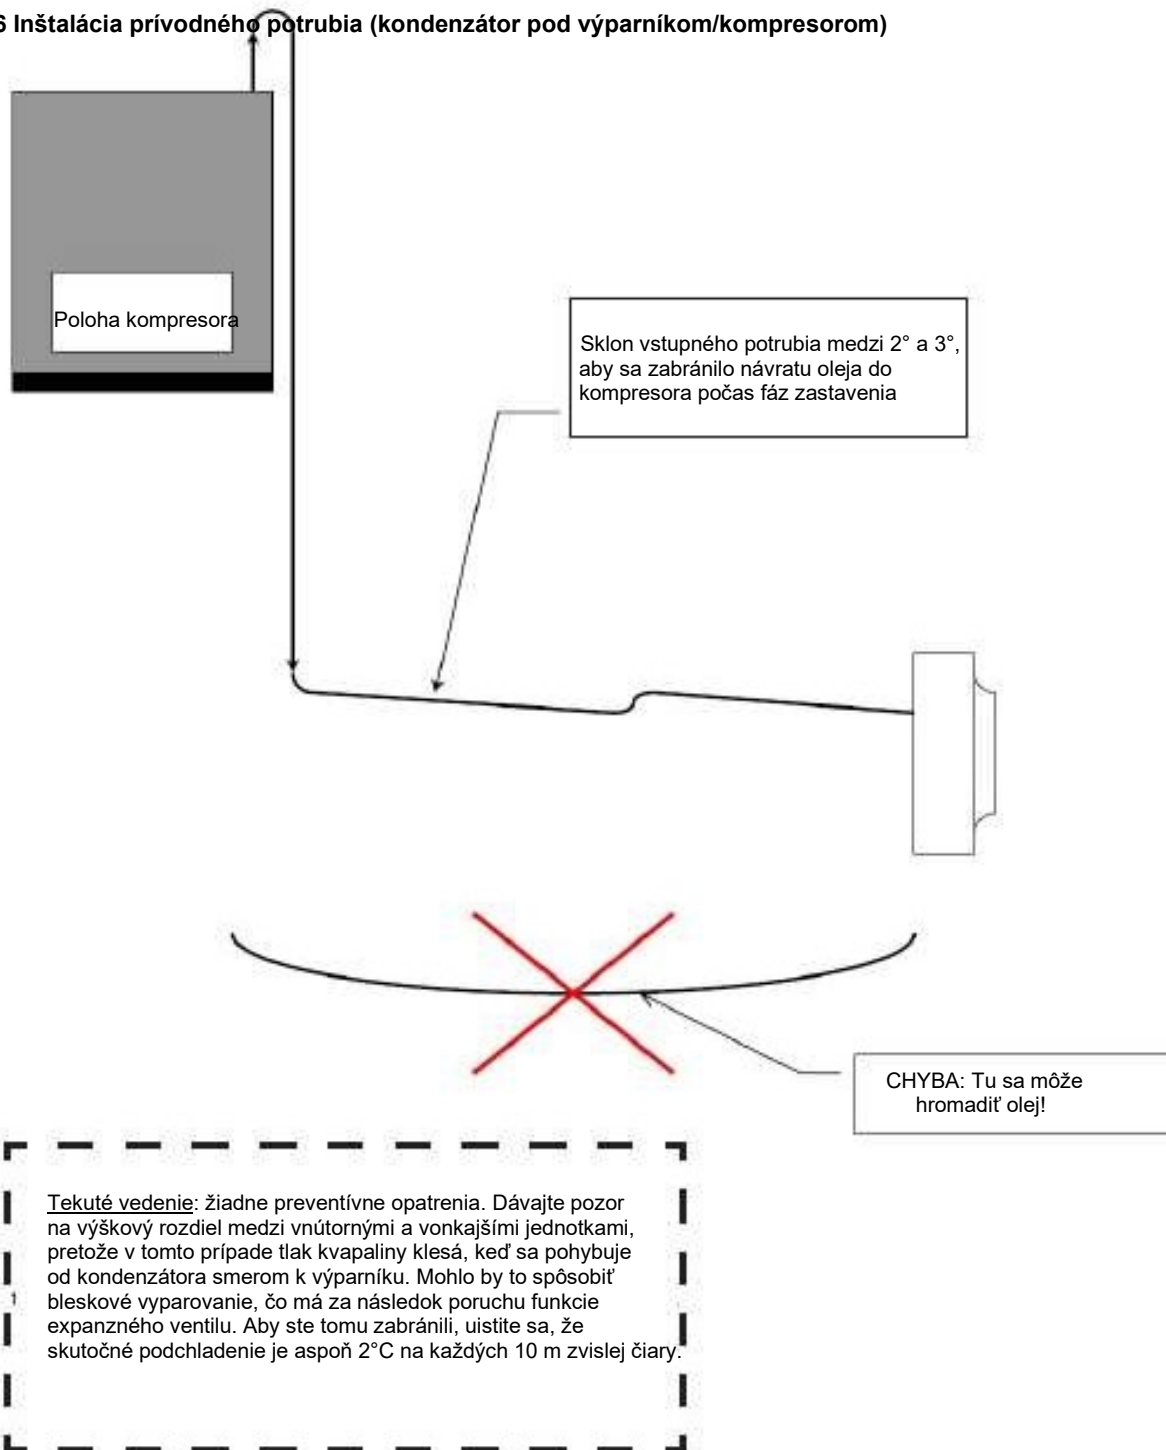 6 Inštalácia prívodného potrubia (kondenzátor pod výparníkom/kompresorom)
Poloha kompresora
Sklon vstupného potrubia medzi 2° a 3°,
aby sa zabránilo návratu oleja do
kompresora počas fáz zastavenia
CHYBA: Tu sa môže
hromadiť olej!
Tekuté vedenie: žiadne preventívne opatrenia. Dávajte pozor
na výškový rozdiel medzi vnútornými a vonkajšími jednotkami,
pretože v tomto prípade tlak kvapaliny klesá, keď sa pohybuje
od kondenzátora smerom k výparníku. Mohlo by to spôsobiť
1 bleskové vyparovanie, čo má za následok poruchu funkcie
expanzného ventilu. Aby ste tomu zabránili, uistite sa, že
skutočné podchladenie je aspoň 2°C na každých 10 m zvislej čiary.